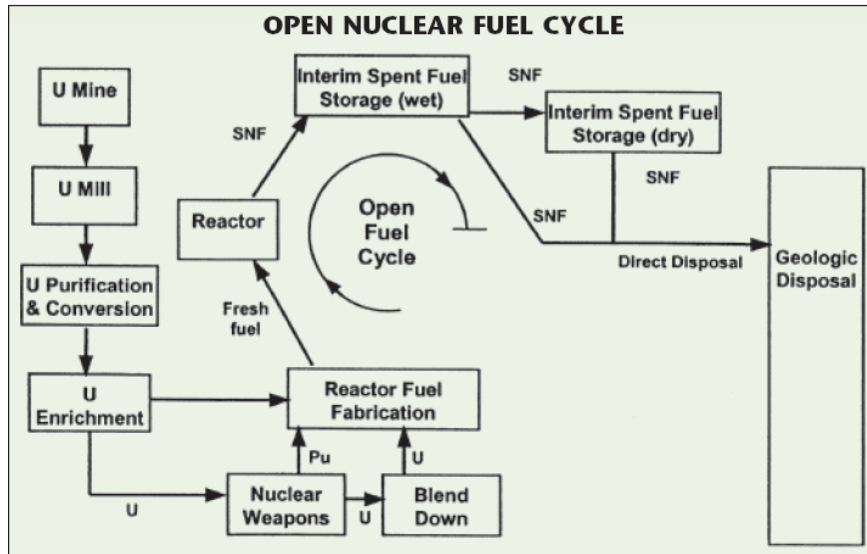 OPEN NUCLEAR FUEL CYCLE
U Mine
U Mill
U Purification
& Conversion
U
Enrichment
U
Nuclear
Weapons
U
Blend
Down
Pu
U
Reactor Fuel
Fabrication
Fresh
fuel
Reactor
SNF
Interim Spent Fuel
Storage (wet)
SNF
Interim Spent Fuel
Storage (dry)
SNF
SNF
Open
Fuel
Cycle
Direct Disposal
Geologic
Disposal